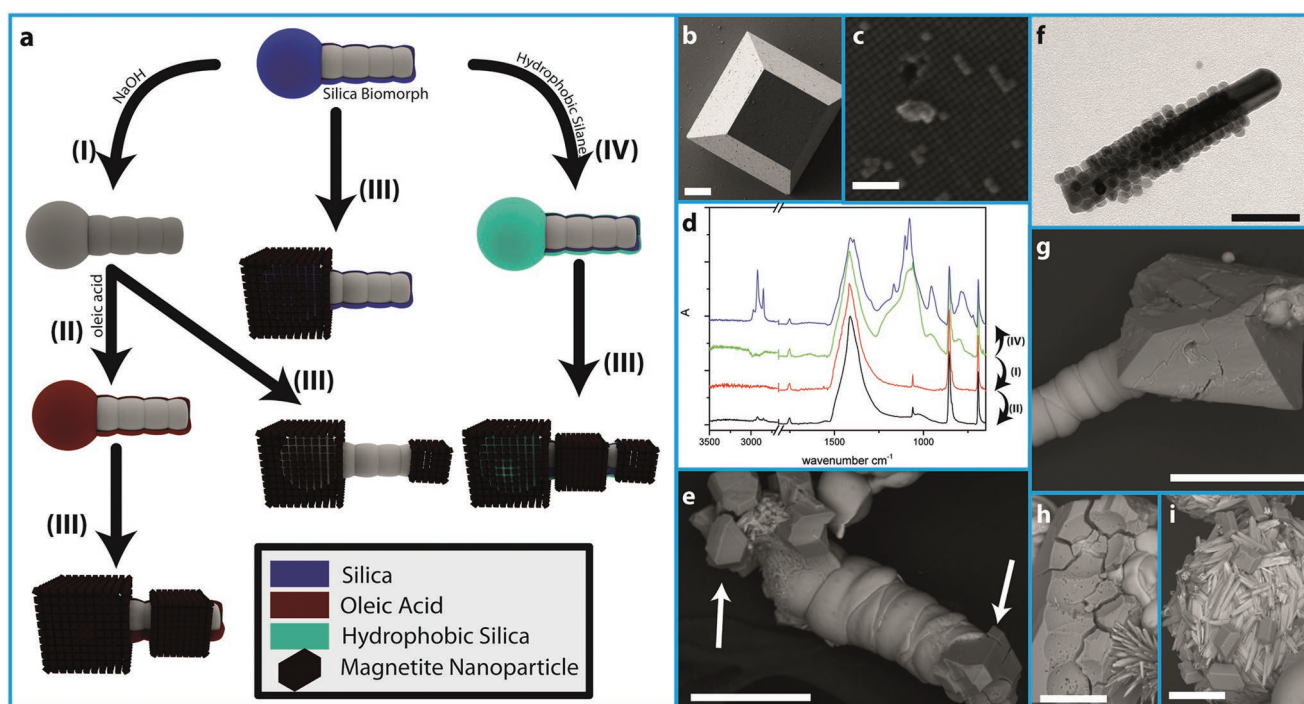 a
NaOH
Silica Biomorph
Hydrophobic Silane
(I)
(III)
(IV)
(II)
oleic acid
(III)
(III)
(III)
Silica
Oleic Acid
Hydrophobic Silica
Magnetite Nanoparticle
b
c
d
A
(IV)
(I)
(II)
3500
3000
1500
1000
wavenumber cm⁻¹
e
f
g
h
i